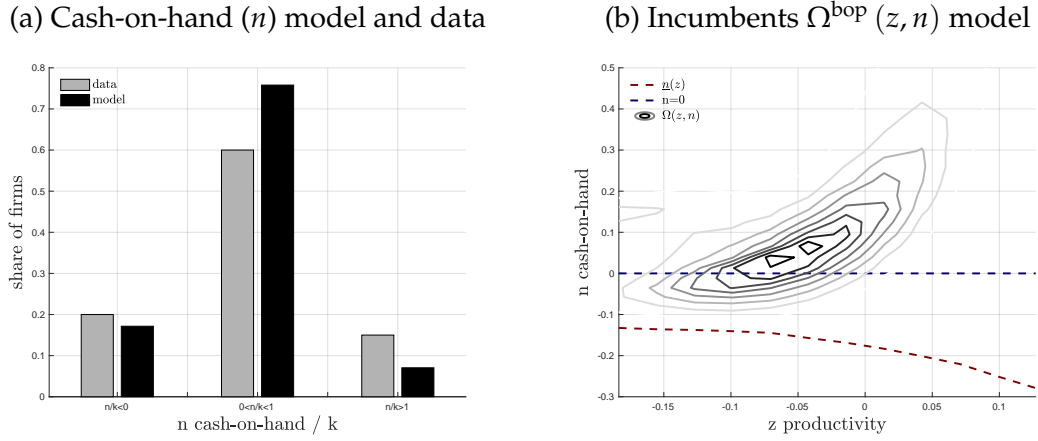 (a) Cash-on-hand (n) model and data
0.8
0.7
0.6
0.5
0.4
0.3
0.2
0.1
0
share of firms
data
model
n/k<0
0<n/k<1
n/k>1
n cash-on-hand / k
(b) Incumbents Ω^bop (z, n) model
0.5
0.4
0.3
0.2
0.1
0
-0.1
-0.2
-0.3
n cash-on-hand
n(z)
n=0
Ω(z, n)
-0.15
-0.1
-0.05
0
0.05
0.1
z productivity